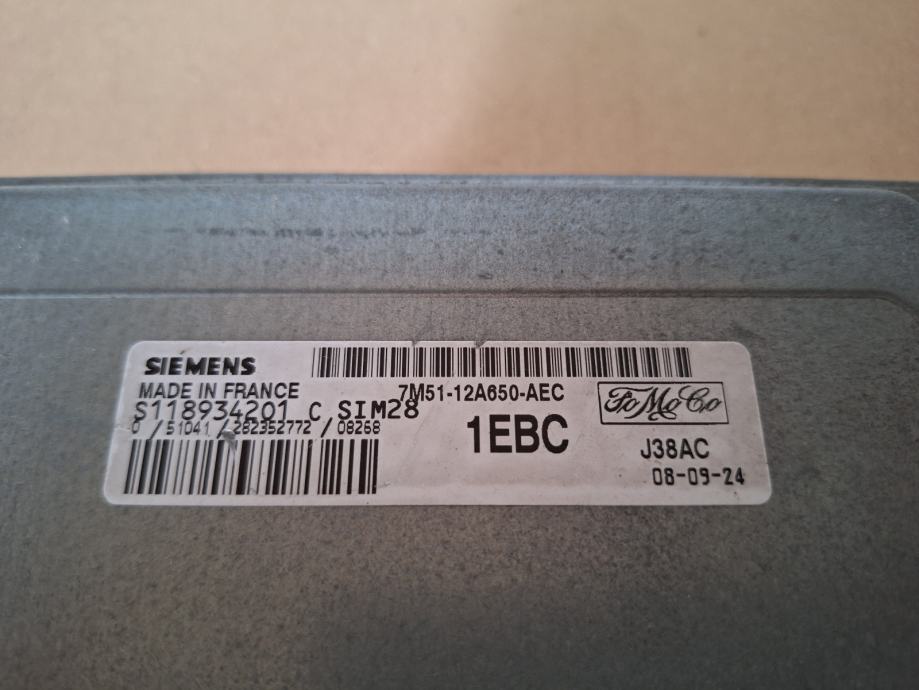 SIEMENS
MADE IN FRANCE
7M51-12A650-AEC
FoMoCo
S118934201 C SIM28
0 /51041 /282352772 /08268
1EBC
J38AC
08-09-24